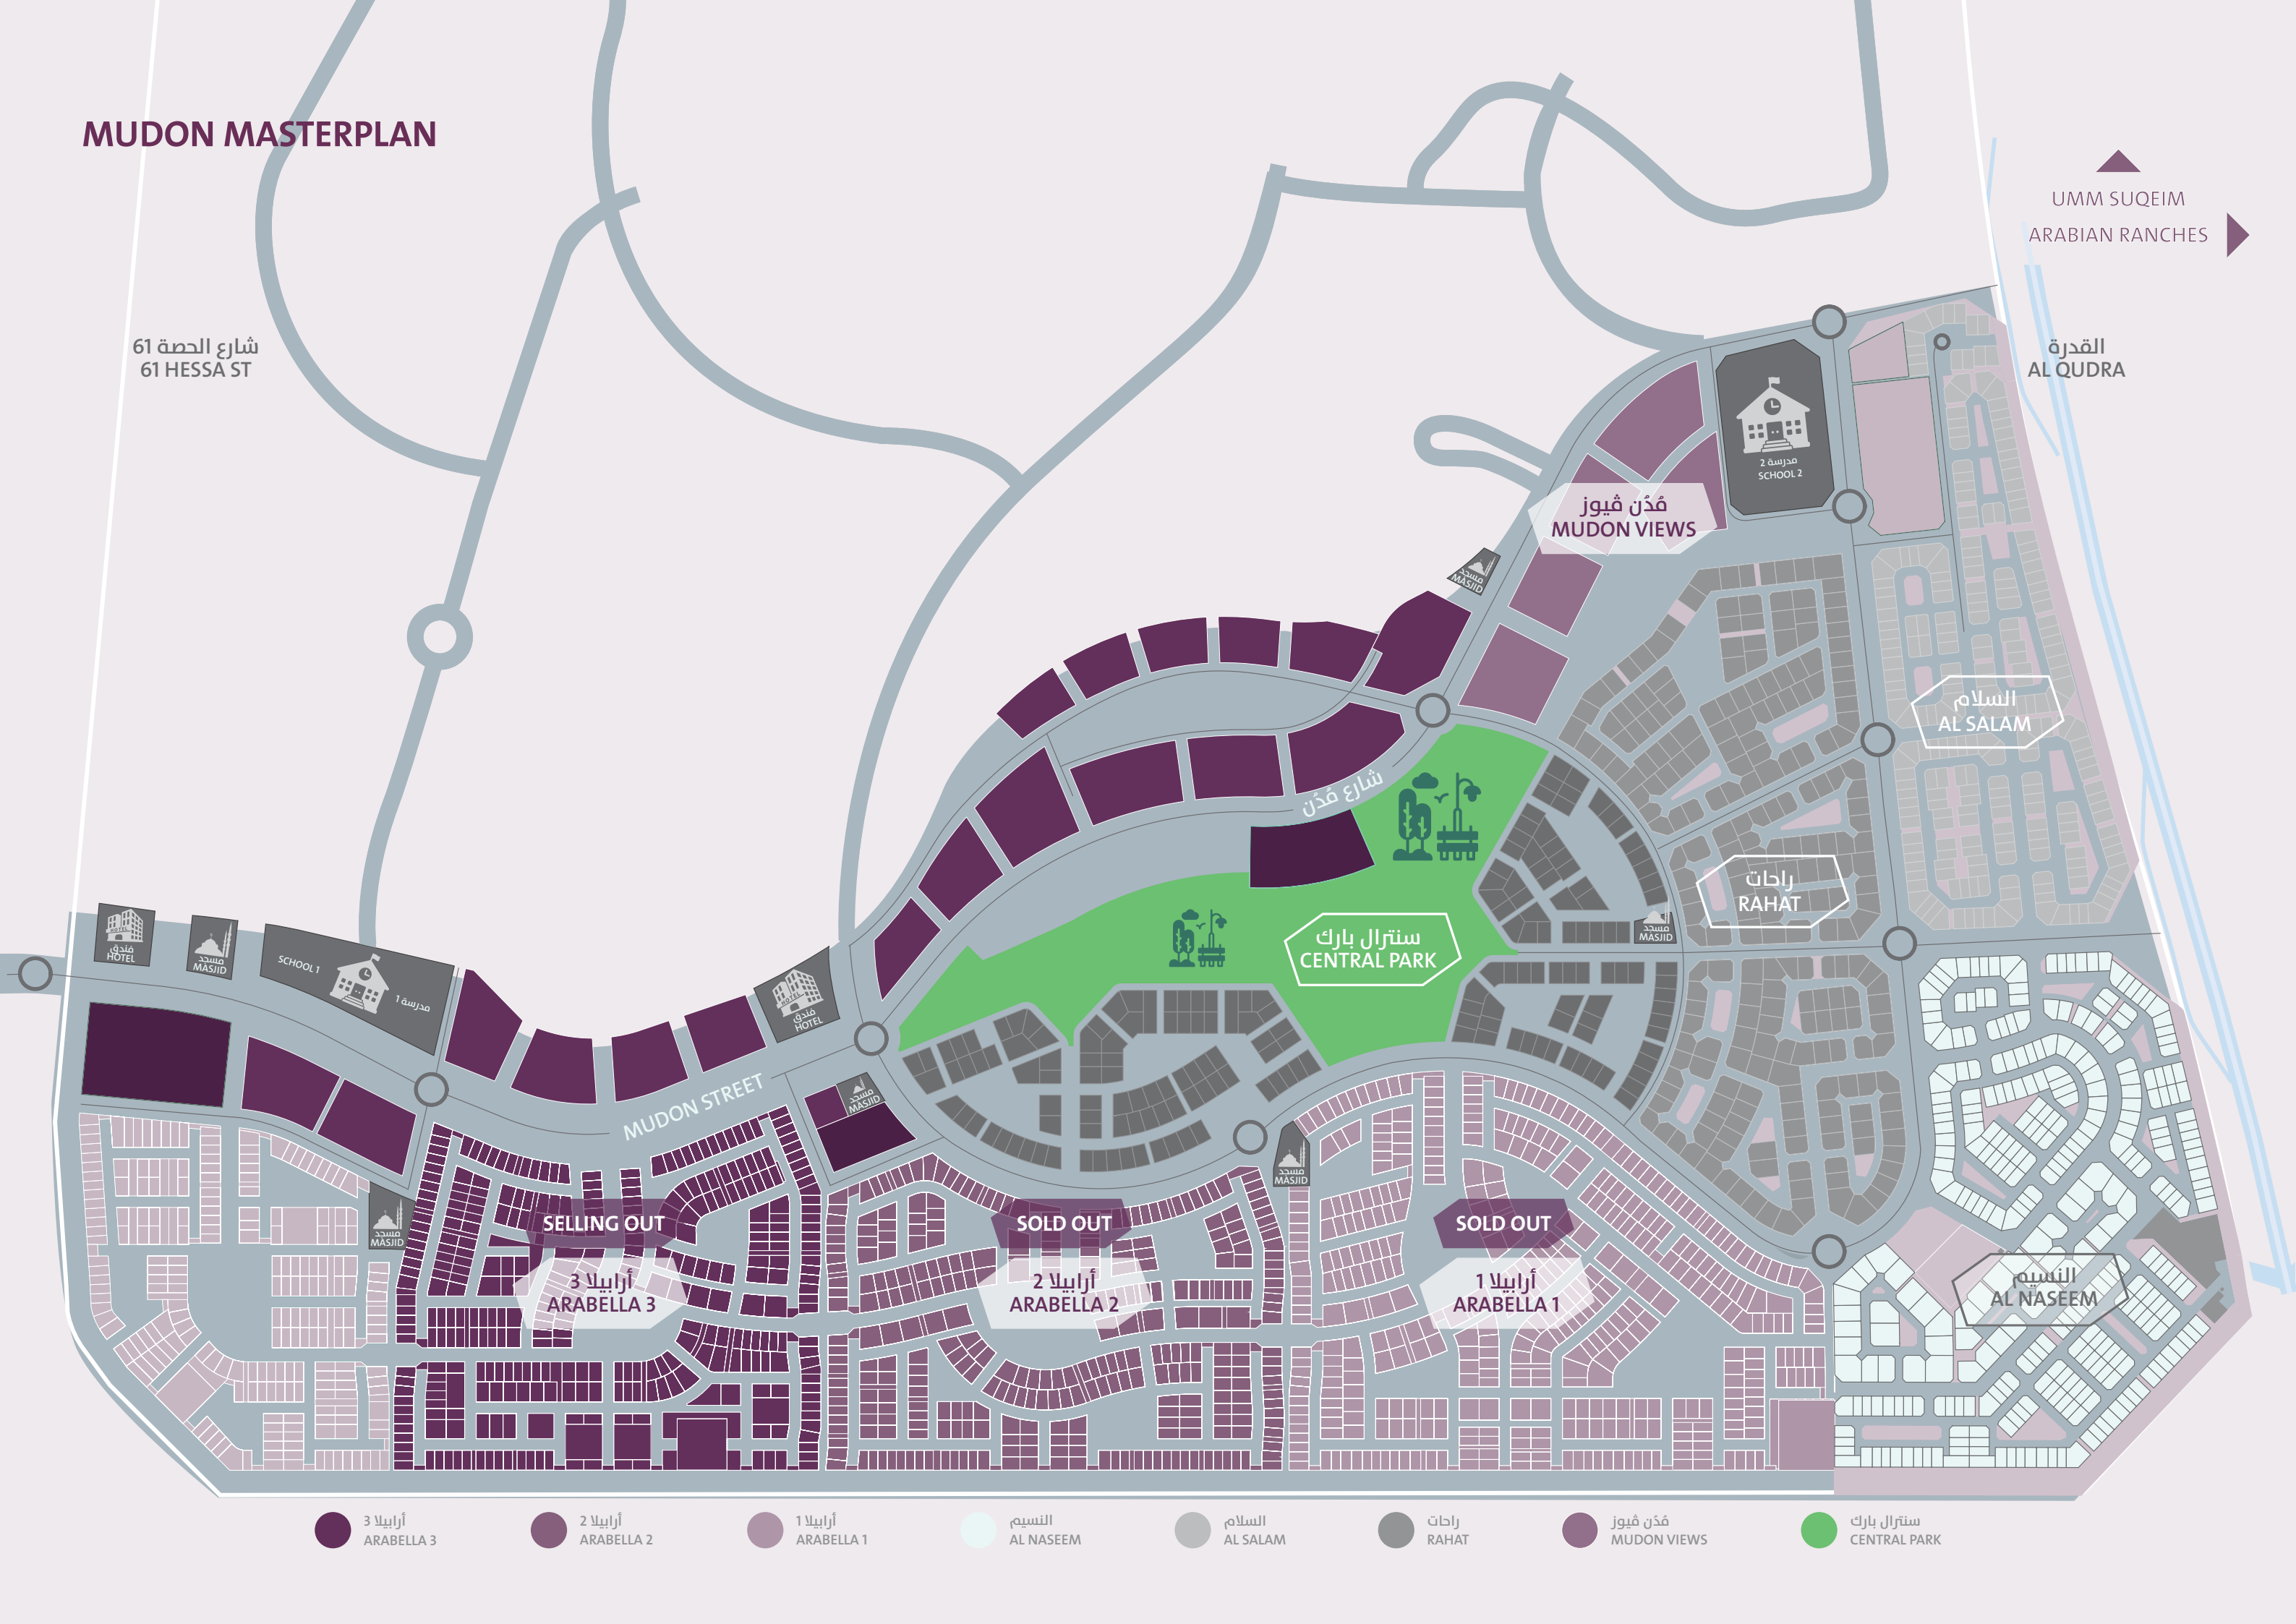 MUDON MASTERPLAN
UMM SUQEIM
ARABIAN RANCHES
شارع الحصة 61
61 HESSA ST
القدرة
AL QUDRA
مدرسة 2
SCHOOL 2
مُدُن ڤيوز
MUDON VIEWS
مسجد
MASJID
السلام
AL SALAM
شارع مُدُن
راحات
RAHAT
مسجد
MASJID
سنترال بارك
CENTRAL PARK
HOTEL
فندق
HOTEL
مسجد
MASJID
SCHOOL 1
مدرسة 1
HOTEL
فندق
HOTEL
MUDON STREET
مسجد
MASJID
مسجد
MASJID
مسجد
MASJID
SELLING OUT
أرابيلا 3
ARABELLA 3
SOLD OUT
أرابيلا 2
ARABELLA 2
SOLD OUT
أرابيلا 1
ARABELLA 1
النسيم
AL NASEEM
أرابيلا 3
ARABELLA 3
أرابيلا 2
ARABELLA 2
أرابيلا 1
ARABELLA 1
النسيم
AL NASEEM
السلام
AL SALAM
راحات
RAHAT
مُدُن ڤيوز
MUDON VIEWS
سنترال بارك
CENTRAL PARK